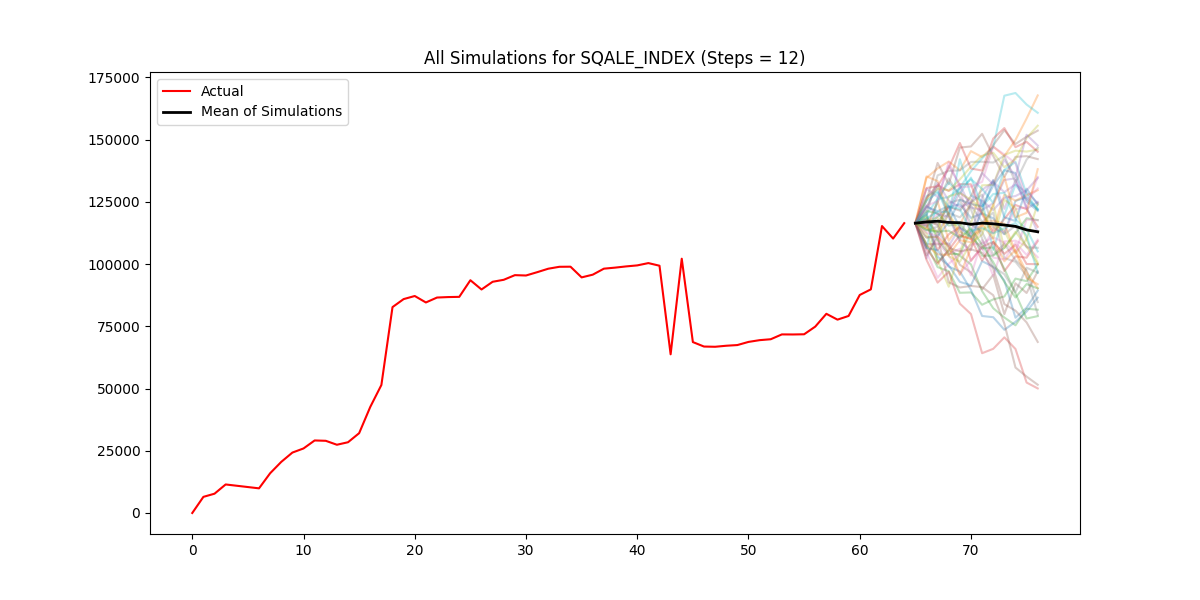 All Simulations for SQALE_INDEX (Steps = 12)
175000
150000
125000
100000
75000
50000
25000
0
Actual
Mean of Simulations
0 10 20 30 40 50 60 70